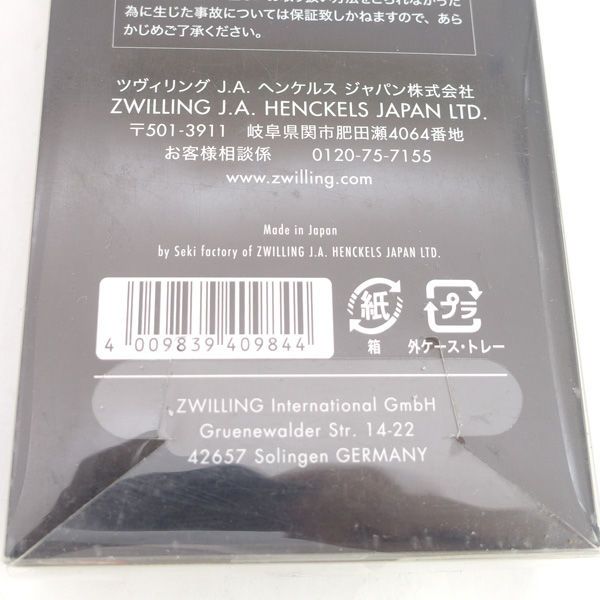 為に生じた事故については保証致しかねますので、あら
かじめご了承ください。
ツヴィリング J.A. ヘンケルス ジャパン株式会社
ZWILLING J.A. HENCKELS JAPAN LTD.
〒501-3911 岐阜県関市肥田瀬4064番地
お客様相談係 0120-75-7155
www.zwilling.com
Made in Japan
by Seki factory of ZWILLING J.A. HENCKELS JAPAN LTD.
4 009839 409844
紙 プラ
箱 外ケース・トレー
ZWILLING International GmbH
Gruenewalder Str. 14-22
42657 Solingen GERMANY